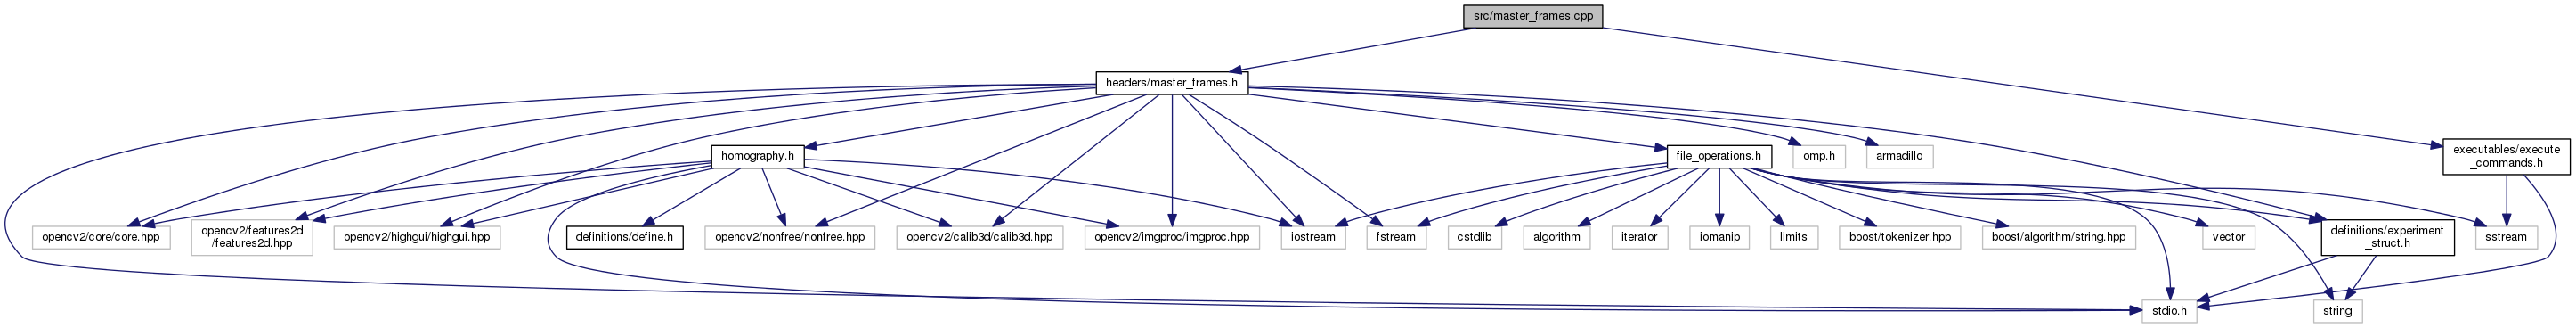 src/master_frames.cpp
headers/master_frames.h
homography.h
file_operations.h
omp.h
armadillo
executables/execute
_commands.h
opencv2/core/core.hpp
opencv2/features2d
/features2d.hpp
opencv2/highgui/highgui.hpp
definitions/define.h
opencv2/nonfree/nonfree.hpp
opencv2/calib3d/calib3d.hpp
opencv2/imgproc/imgproc.hpp
iostream
fstream
cstdlib
algorithm
iterator
iomanip
limits
boost/tokenizer.hpp
boost/algorithm/string.hpp
vector
definitions/experiment
_struct.h
sstream
stdio.h
string